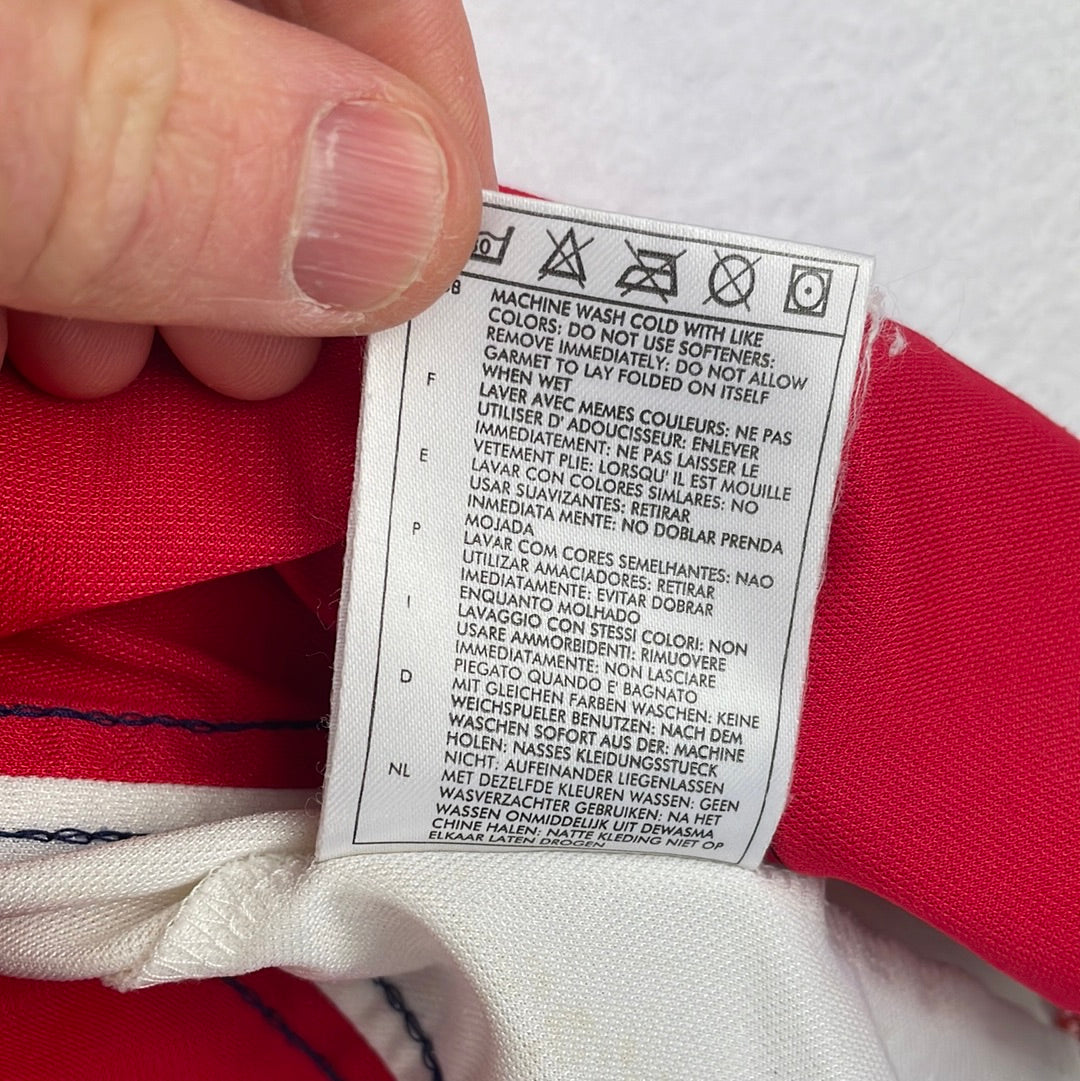 MACHINE WASH COLD WITH LIKE
COLORS; DO NOT USE SOFTENERS:
REMOVE IMMEDIATELY: DO NOT ALLOW
GARMET TO LAY FOLDED ON ITSELF
WHEN WET
F LAVER AVEC MEMES COULEURS: NE PAS
UTILISER D' ADOUCISSEUR: ENLEVER
IMMEDIATEMENT: NE PAS LAISSER LE
VETEMENT PLIE: LORSQU' IL EST MOUILLE
E LAVAR CON COLORES SIMLARES: NO
USAR SUAVIZANTES: RETIRAR
INMEDIATA MENTE: NO DOBLAR PRENDA
MOJADA
P LAVAR COM CORES SEMELHANTES: NAO
UTILIZAR AMACIADORES: RETIRAR
IMEDIATAMENTE: EVITAR DOBRAR
ENQUANTO MOLHADO
I LAVAGGIO CON STESSI COLORI: NON
USARE AMMORBIDENTI: RIMUOVERE
IMMEDIATAMENTE: NON LASCIARE
PIEGATO QUANDO E' BAGNATO
D MIT GLEICHEN FARBEN WASCHEN: KEINE
WEICHSPUELER BENUTZEN: NACH DEM
WASCHEN SOFORT AUS DER: MACHINE
HOLEN: NASSES KLEIDUNGSSTUECK
NICHT: AUFEINANDER LIEGENLASSEN
NL MET DEZELFDE KLEUREN WASSEN: GEEN
WASVERZACHTER GEBRUIKEN: NA HET
WASSEN ONMIDDELIJK UIT DEWASMA
CHINE HALEN: NATTE KLEDING NIET OP
ELKAAR LATEN DROGEN